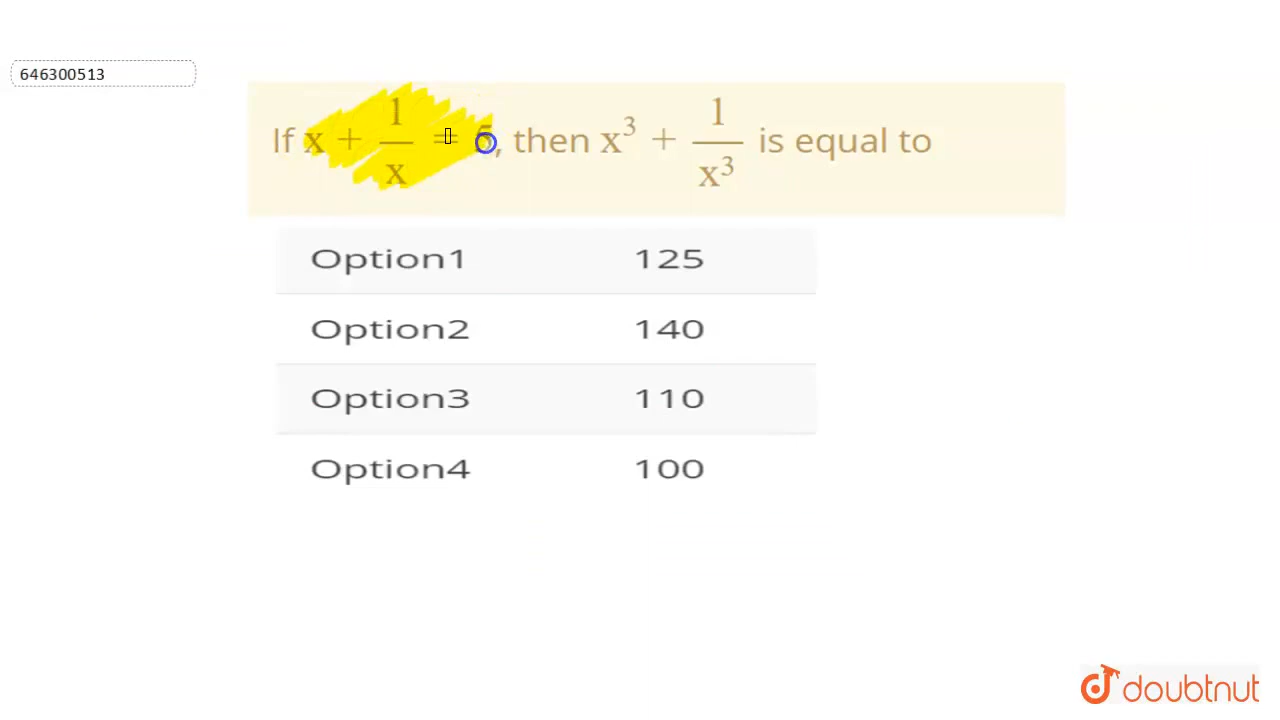 646300513
If x + 1/x = 5, then x³ + 1/x³ is equal to
Option1 125
Option2 140
Option3 110
Option4 100
doubtnut